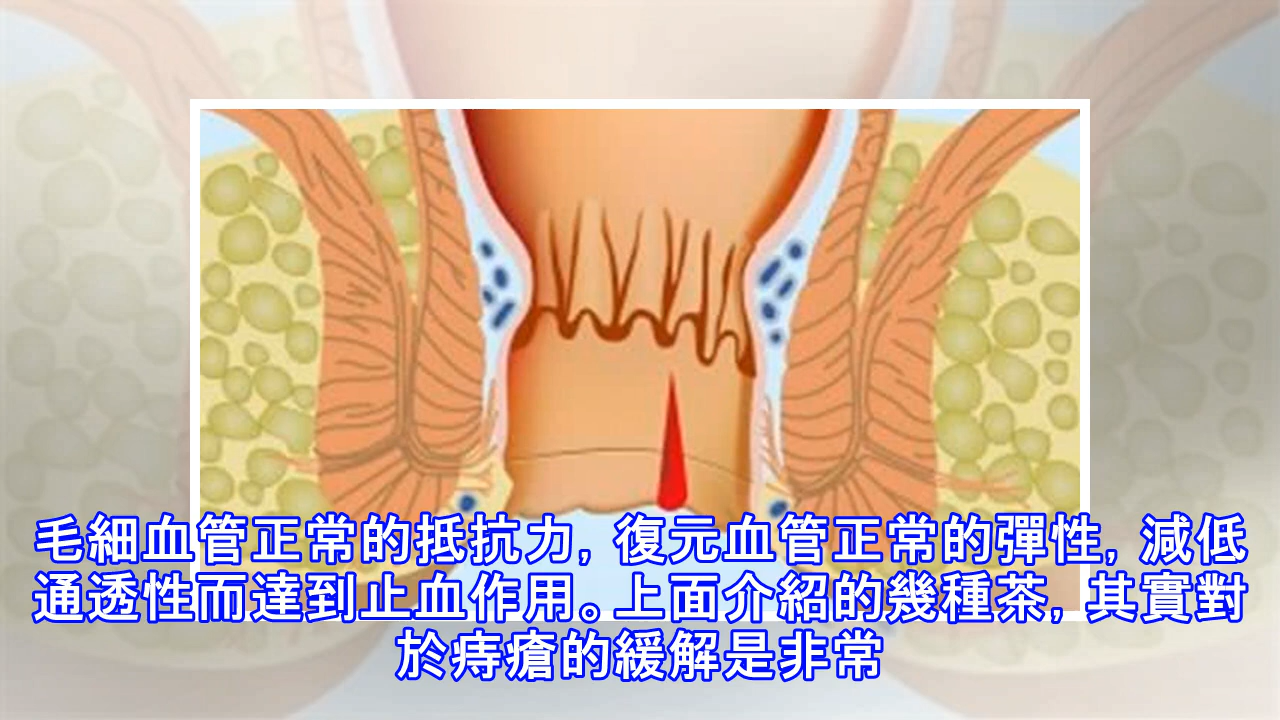 毛細血管正常的抵抗力, 復元血管正常的彈性, 減低
通透性而達到止血作用。上面介紹的幾種茶, 其實對
於痔瘡的緩解是非常